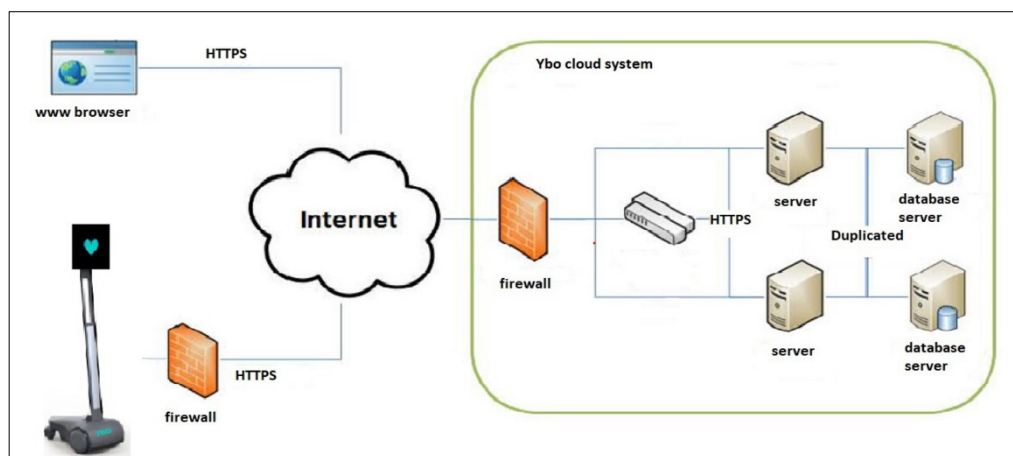 HTTPS
www browser
Ybo cloud system
Internet
firewall
HTTPS
server
database
server
Duplicated
server
database
server
HTTPS
firewall